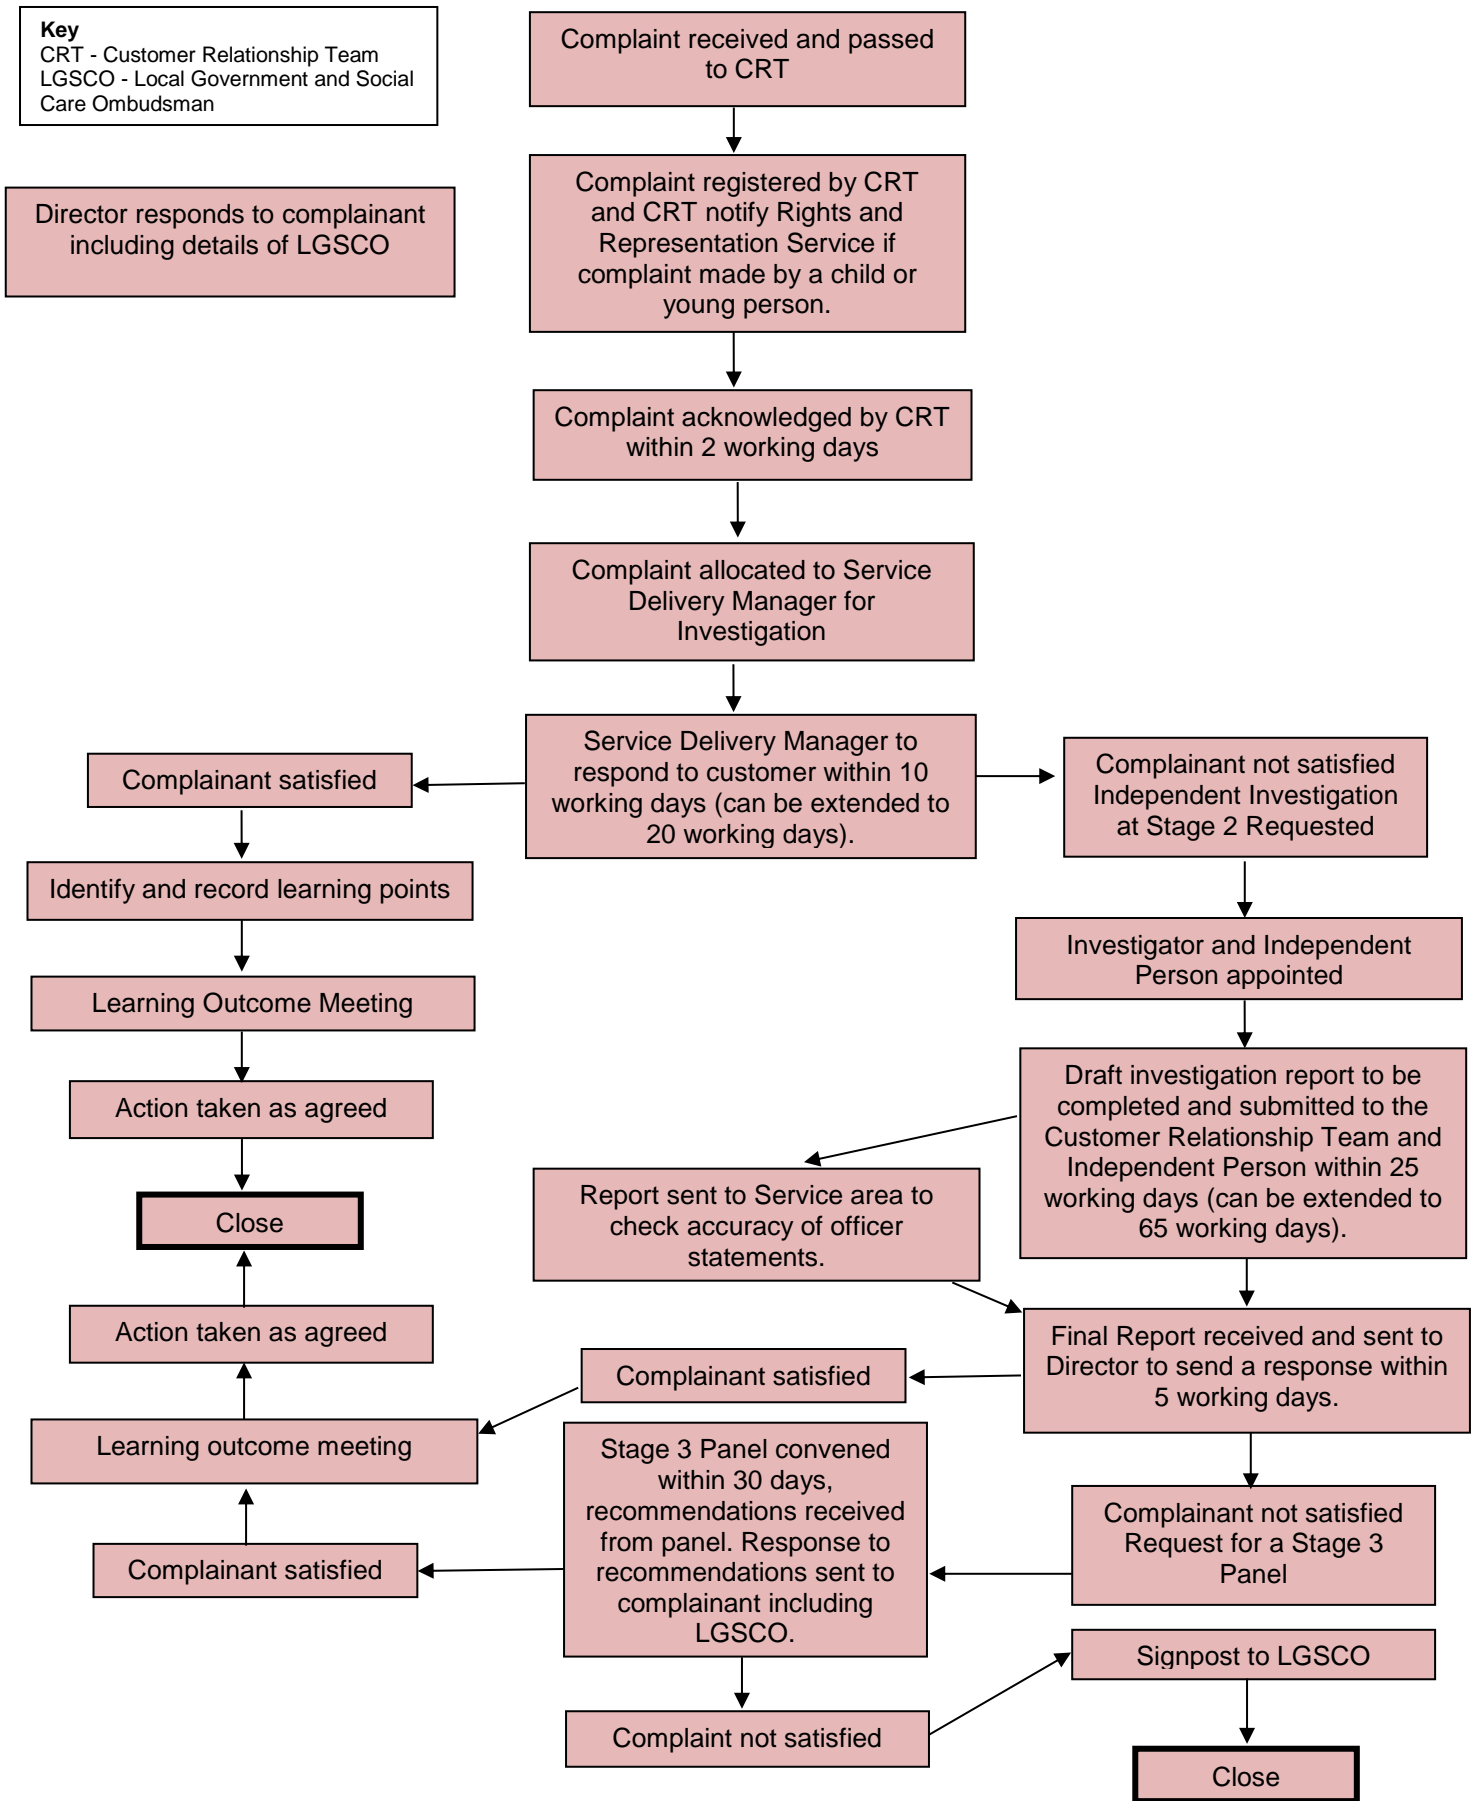 Key
CRT - Customer Relationship Team
LGSCO - Local Government and Social
Care Ombudsman
Complaint received and passed
to CRT
Director responds to complainant
including details of LGSCO
Complaint registered by CRT
and CRT notify Rights and
Representation Service if
complaint made by a child or
young person.
Complaint acknowledged by CRT
within 2 working days
Complaint allocated to Service
Delivery Manager for
Investigation
Service Delivery Manager to
respond to customer within 10
working days (can be extended to
20 working days).
Complainant satisfied
Identify and record learning points
Learning Outcome Meeting
Action taken as agreed
Close
Complainant not satisfied
Independent Investigation
at Stage 2 Requested
Investigator and Independent
Person appointed
Draft investigation report to be
completed and submitted to the
Customer Relationship Team and
Independent Person within 25
working days (can be extended to
65 working days).
Report sent to Service area to
check accuracy of officer
statements.
Final Report received and sent to
Director to send a response within
5 working days.
Complainant satisfied
Action taken as agreed
Learning outcome meeting
Complainant satisfied
Stage 3 Panel convened
within 30 days,
recommendations received
from panel. Response to
recommendations sent to
complainant including
LGSCO.
Complainant not satisfied
Request for a Stage 3
Panel
Complaint not satisfied
Signpost to LGSCO
Close